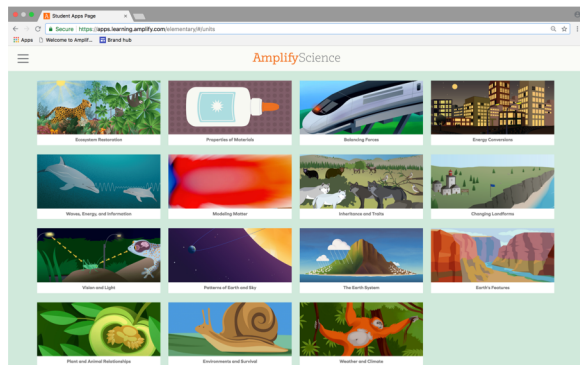 Student Apps Page
Secure https://apps.learning.amplify.com/elementary/#/units
Apps Welcome to Amplif... Brand hub
AmplifyScience
Ecosystem Restoration
Properties of Materials
Balancing Forces
Energy Conversions
Waves, Energy, and Information
Modeling Matter
Inheritance and Traits
Changing Landforms
Vision and Light
Patterns of Earth and Sky
The Earth System
Earth's Features
Plant and Animal Relationships
Environments and Survival
Weather and Climate